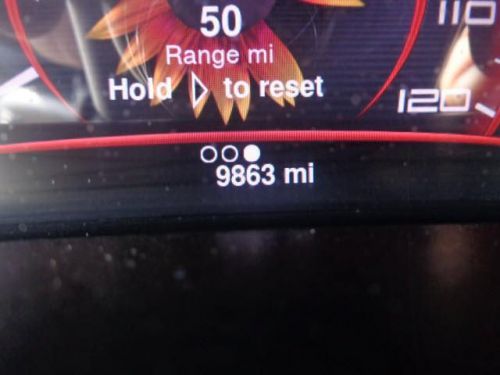 50
110
Range mi
Hold ▷ to reset
120
9863 mi